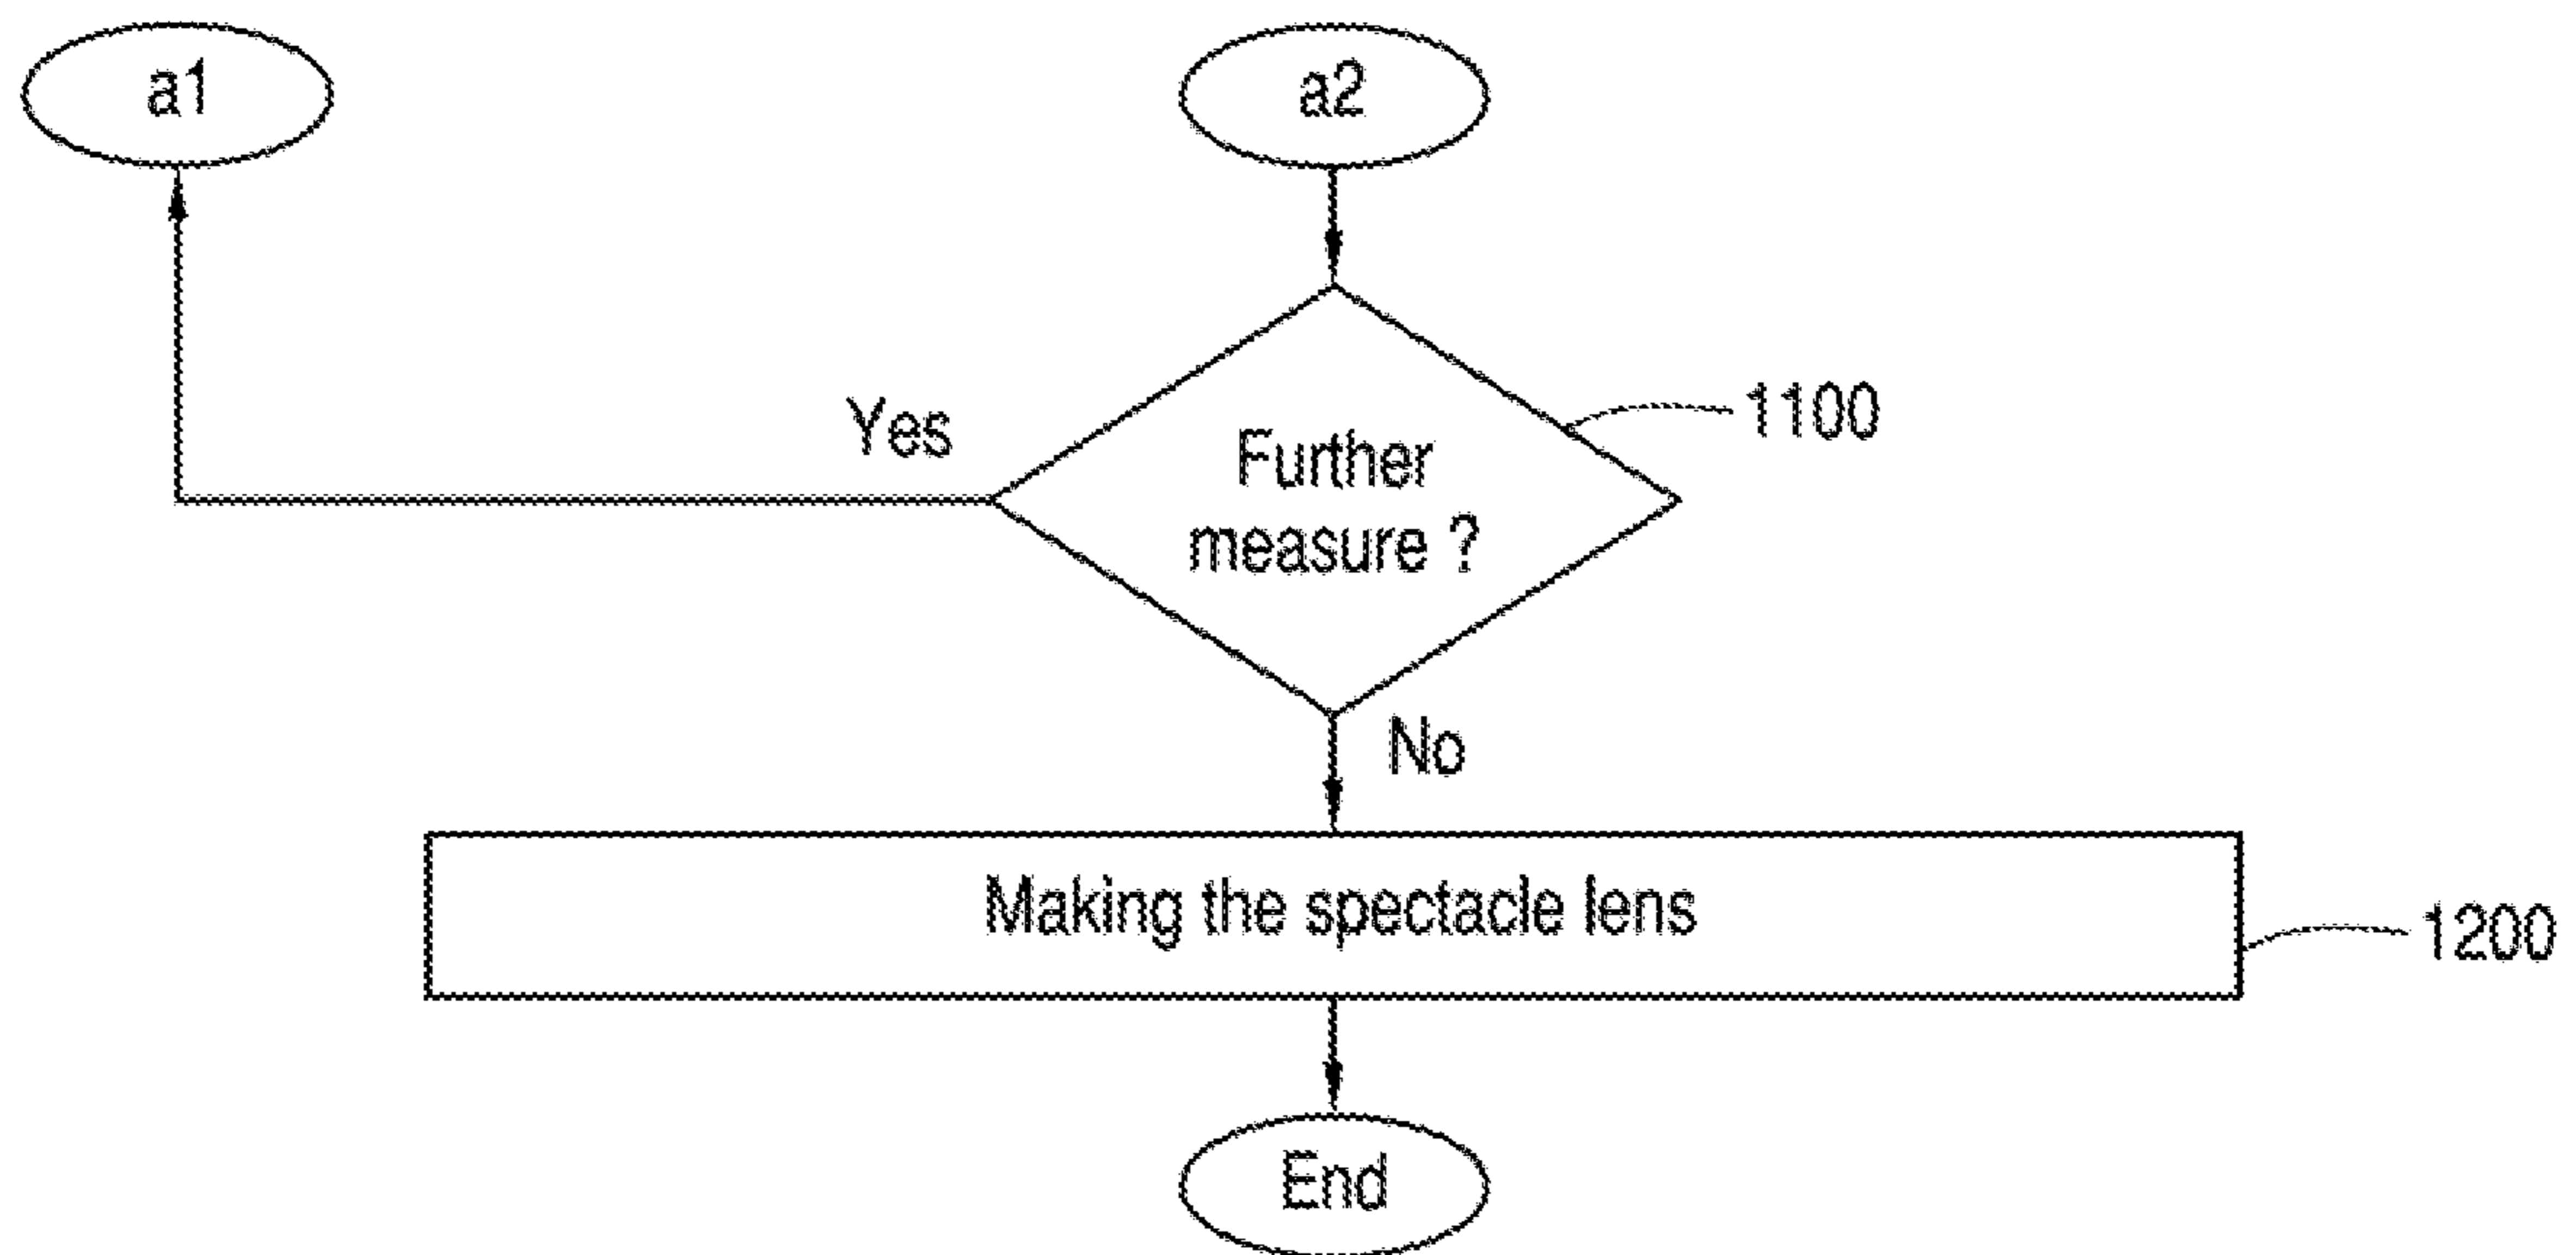 a1
a2
Yes
1100
Further
measure ?
No
Making the spectacle lens
1200
End